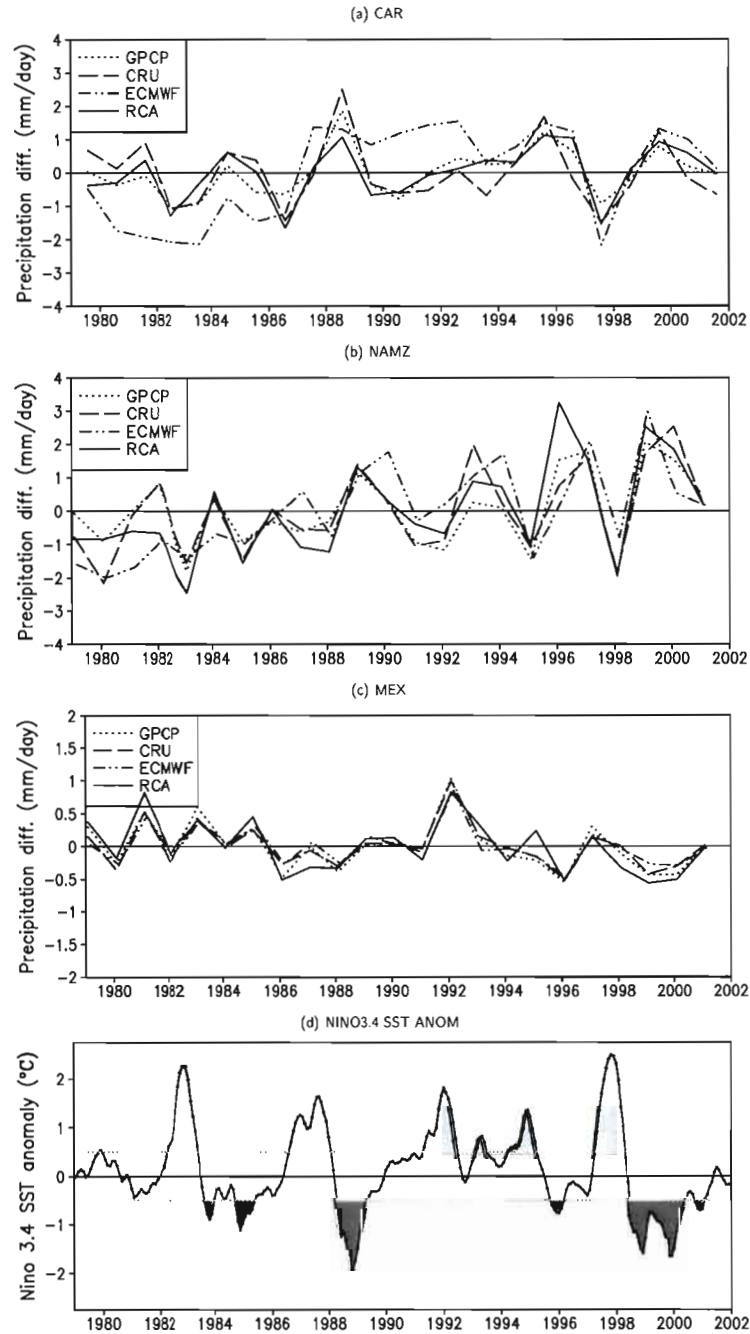 (a) CAR
Precipitation diff. (mm/day)
4
3
2
1
0
−1
−2
−3
−4
GPCP
CRU
ECMWF
RCA
1980 1982 1984 1986 1988 1990 1992 1994 1996 1998 2000 2002
(b) NAMZ
Precipitation diff. (mm/day)
4
3
2
1
0
−1
−2
−3
−4
GPCP
CRU
ECMWF
RCA
1980 1982 1984 1986 1988 1990 1992 1994 1996 1998 2000 2002
(c) MEX
Precipitation diff. (mm/day)
2
1.5
1
0.5
0
−0.5
−1
−1.5
−2
GPCP
CRU
ECMWF
RCA
1980 1982 1984 1986 1988 1990 1992 1994 1996 1998 2000 2002
(d) NINO3.4 SST ANOM
Nino 3.4 SST anomaly (°C)
2
1
0
−1
−2
1980 1982 1984 1986 1988 1990 1992 1994 1996 1998 2000 2002